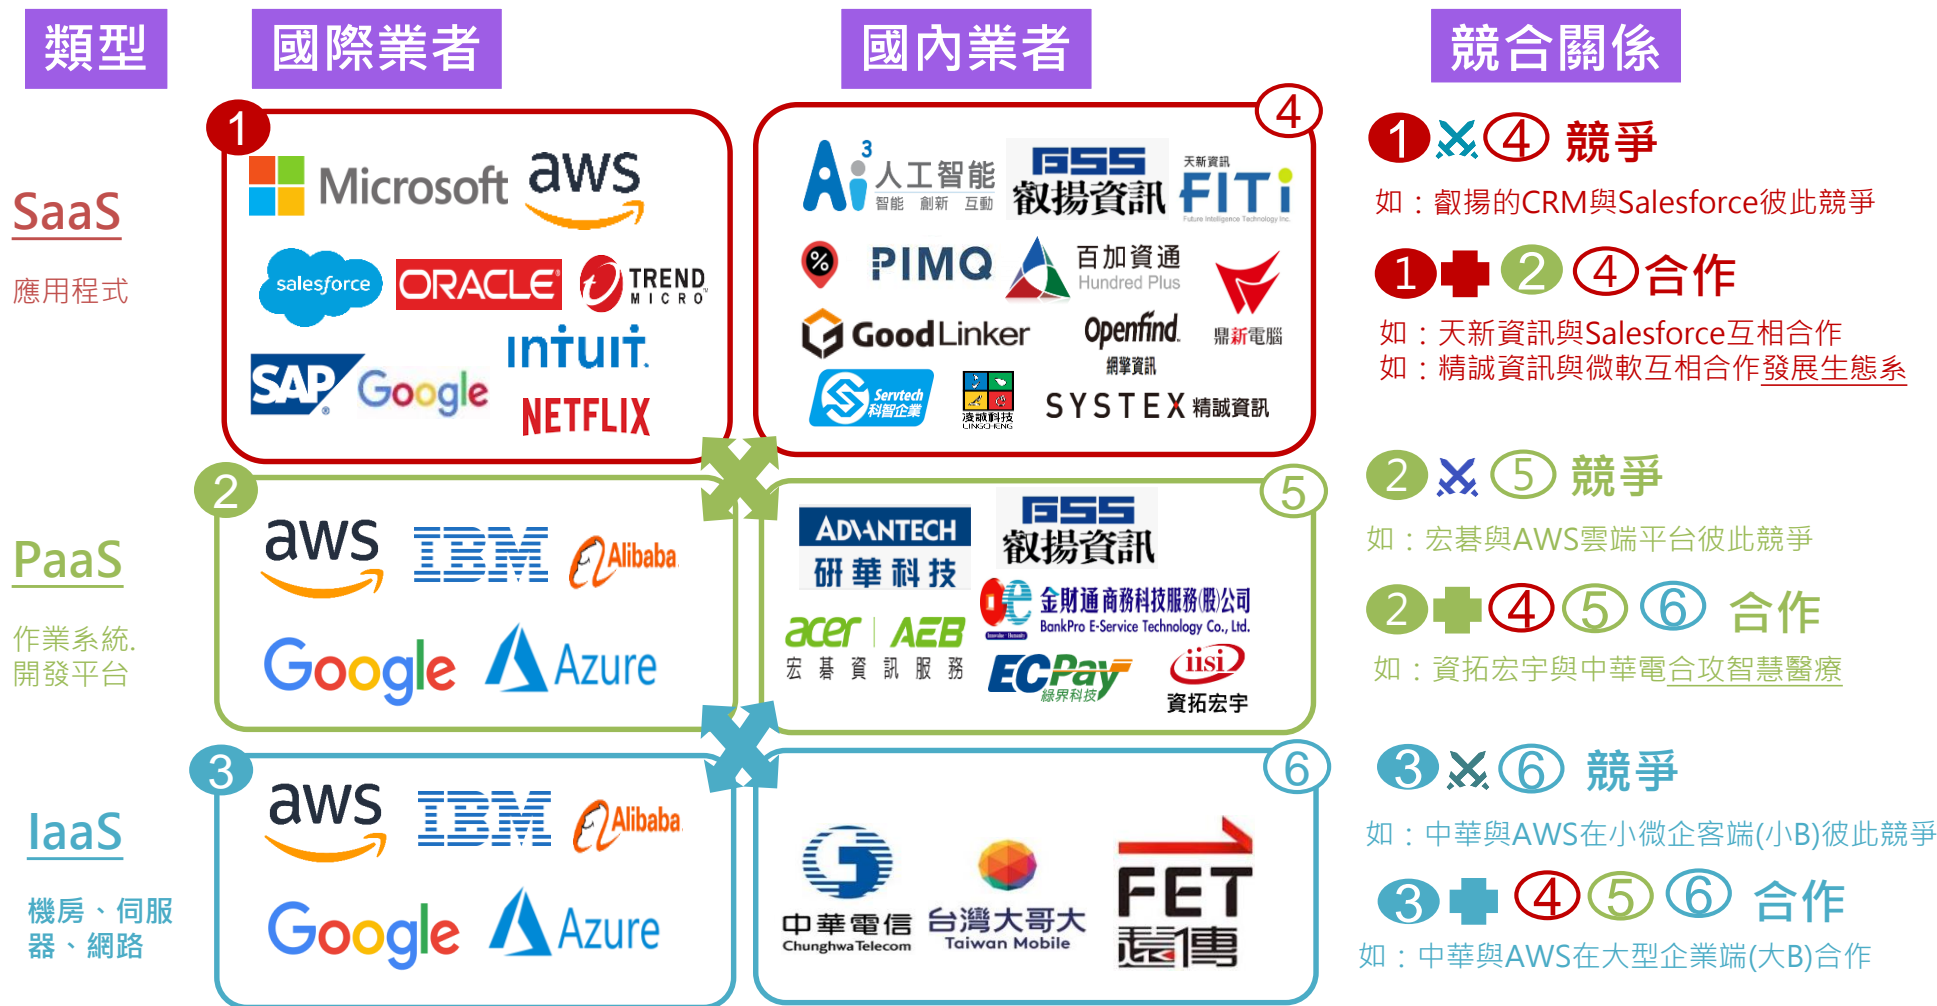 類型
國際業者
國內業者
競合關係
SaaS
應用程式
1
Microsoft
aws
salesforce
ORACLE
TREND
MICRO
SAP
Google
intuit
NETFLIX
4
Ai3 人工智能
智能 創新 互動
GSS
叡揚資訊
天新資訊
FITi
Future Intelligence Technology Inc.
%
PIMQ
百加資通
Hundred Plus
鼎新電腦
GoodLinker
Openfind
網擎資訊
Servtech
科智企業
凌誠科技
LINGCHENG
SYSTEX 精誠資訊
1 4 競爭
如：叡揚的CRM與Salesforce彼此競爭
1 2 4 合作
如：天新資訊與Salesforce互相合作
如：精誠資訊與微軟互相合作發展生態系
PaaS
作業系統.
開發平台
2
aws
IBM
Alibaba
Google
Azure
5
ADVANTECH
研華科技
GSS
叡揚資訊
acer AEB
宏碁資訊服務
金財通商務科技服務(股)公司
BankPro E-Service Technology Co., Ltd.
ECPay
綠界科技
iisi
資拓宏宇
2 5 競爭
如：宏碁與AWS雲端平台彼此競爭
2 4 5 6 合作
如：資拓宏宇與中華電合攻智慧醫療
IaaS
機房、伺服
器、網路
3
aws
IBM
Alibaba
Google
Azure
6
中華電信
Chunghwa Telecom
台灣大哥大
Taiwan Mobile
FET
遠傳
3 6 競爭
如：中華與AWS在小微企客端(小B)彼此競爭
3 4 5 6 合作
如：中華與AWS在大型企業端(大B)合作